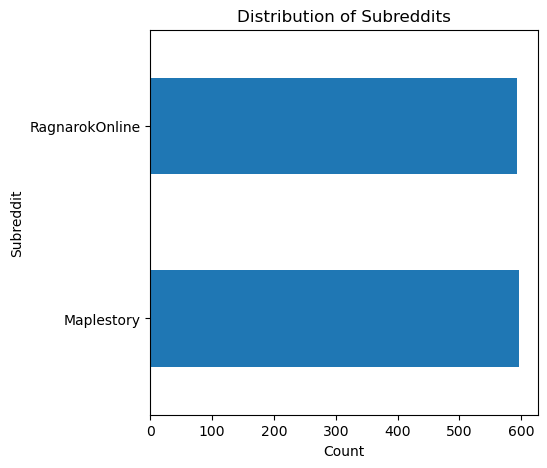 Distribution of Subreddits
RagnarokOnline
Maplestory
Subreddit
0 100 200 300 400 500 600
Count